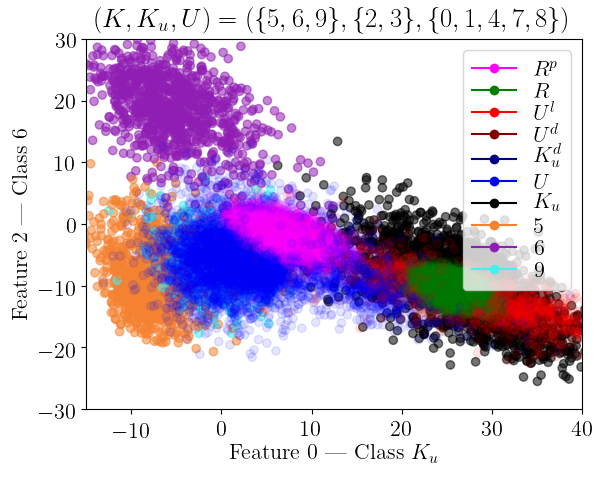 (K, K_u, U) = ({5, 6, 9}, {2, 3}, {0, 1, 4, 7, 8})
R^p
R
U^l
U^d
K_u^d
U
K_u
5
6
9
30
20
10
0
−10
−20
−30
Feature 2 — Class 6
−10
0
10
20
30
40
Feature 0 — Class K_u